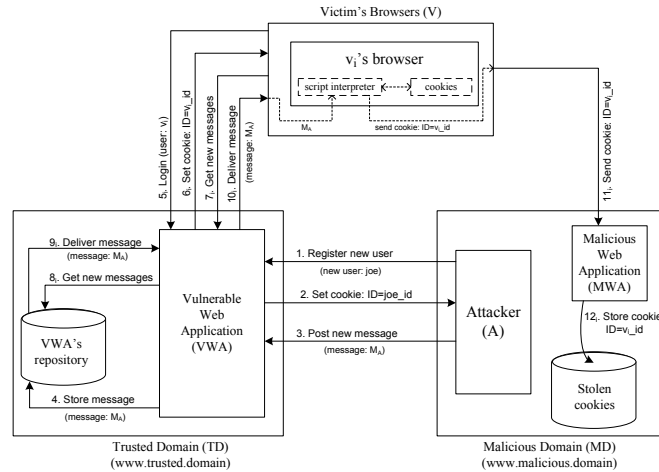 Victim's Browsers (V)
vi's browser
script interpreter
cookies
MA
send cookie: ID=vi_id
5i. Login (user: vi)
6i. Set cookie: ID=vi_id
7i. Get new messages
10i. Deliver message
(message: MA)
11i. Send cookie: ID=vi_id
9i. Deliver message
(message: MA)
8i. Get new messages
VWA's
repository
4. Store message
(message: MA)
Vulnerable
Web
Application
(VWA)
1. Register new user
(new user: joe)
2. Set cookie: ID=joe_id
3. Post new message
(message: MA)
Attacker
(A)
Malicious
Web
Application
(MWA)
12i. Store cookie
ID=vi_id
Stolen
cookies
Trusted Domain (TD)
(www.trusted.domain)
Malicious Domain (MD)
(www.malicious.domain)